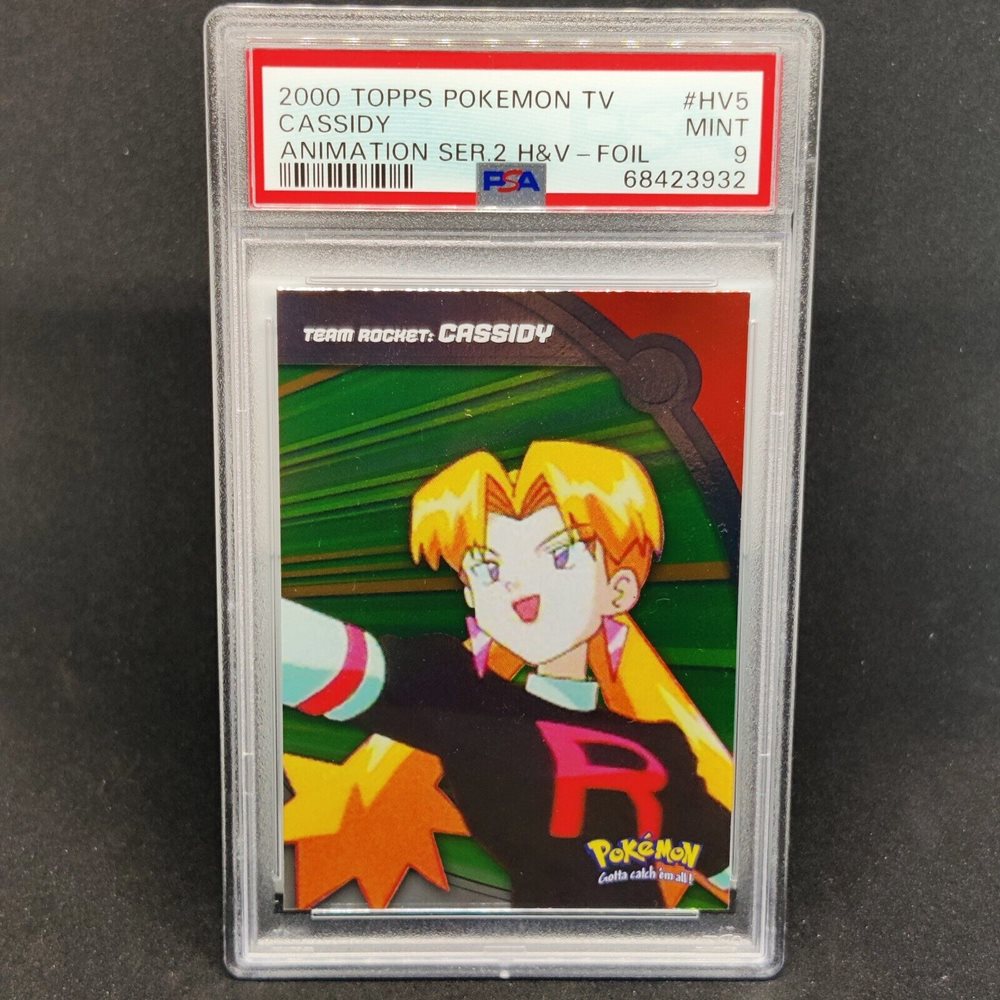 2000 TOPPS POKEMON TV #HV5
CASSIDY MINT
ANIMATION SER.2 H&V-FOIL 9
PSA 68423932
TEAM ROCKET: CASSIDY
R
POKéMON
Gotta catch 'em all!